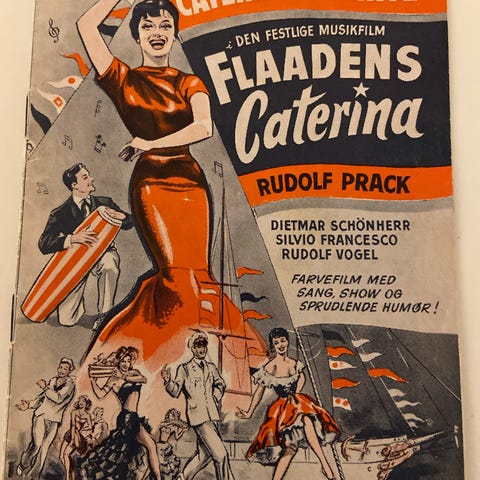 i DEN FESTLIGE MUSIKFILM
FLAADENS
Caterina
RUDOLF PRACK
DIETMAR SCHÖNHERR
SILVIO FRANCESCO
RUDOLF VOGEL
FARVEFILM MED
SANG, SHOW OG
SPRUDLENDE HUMØR!